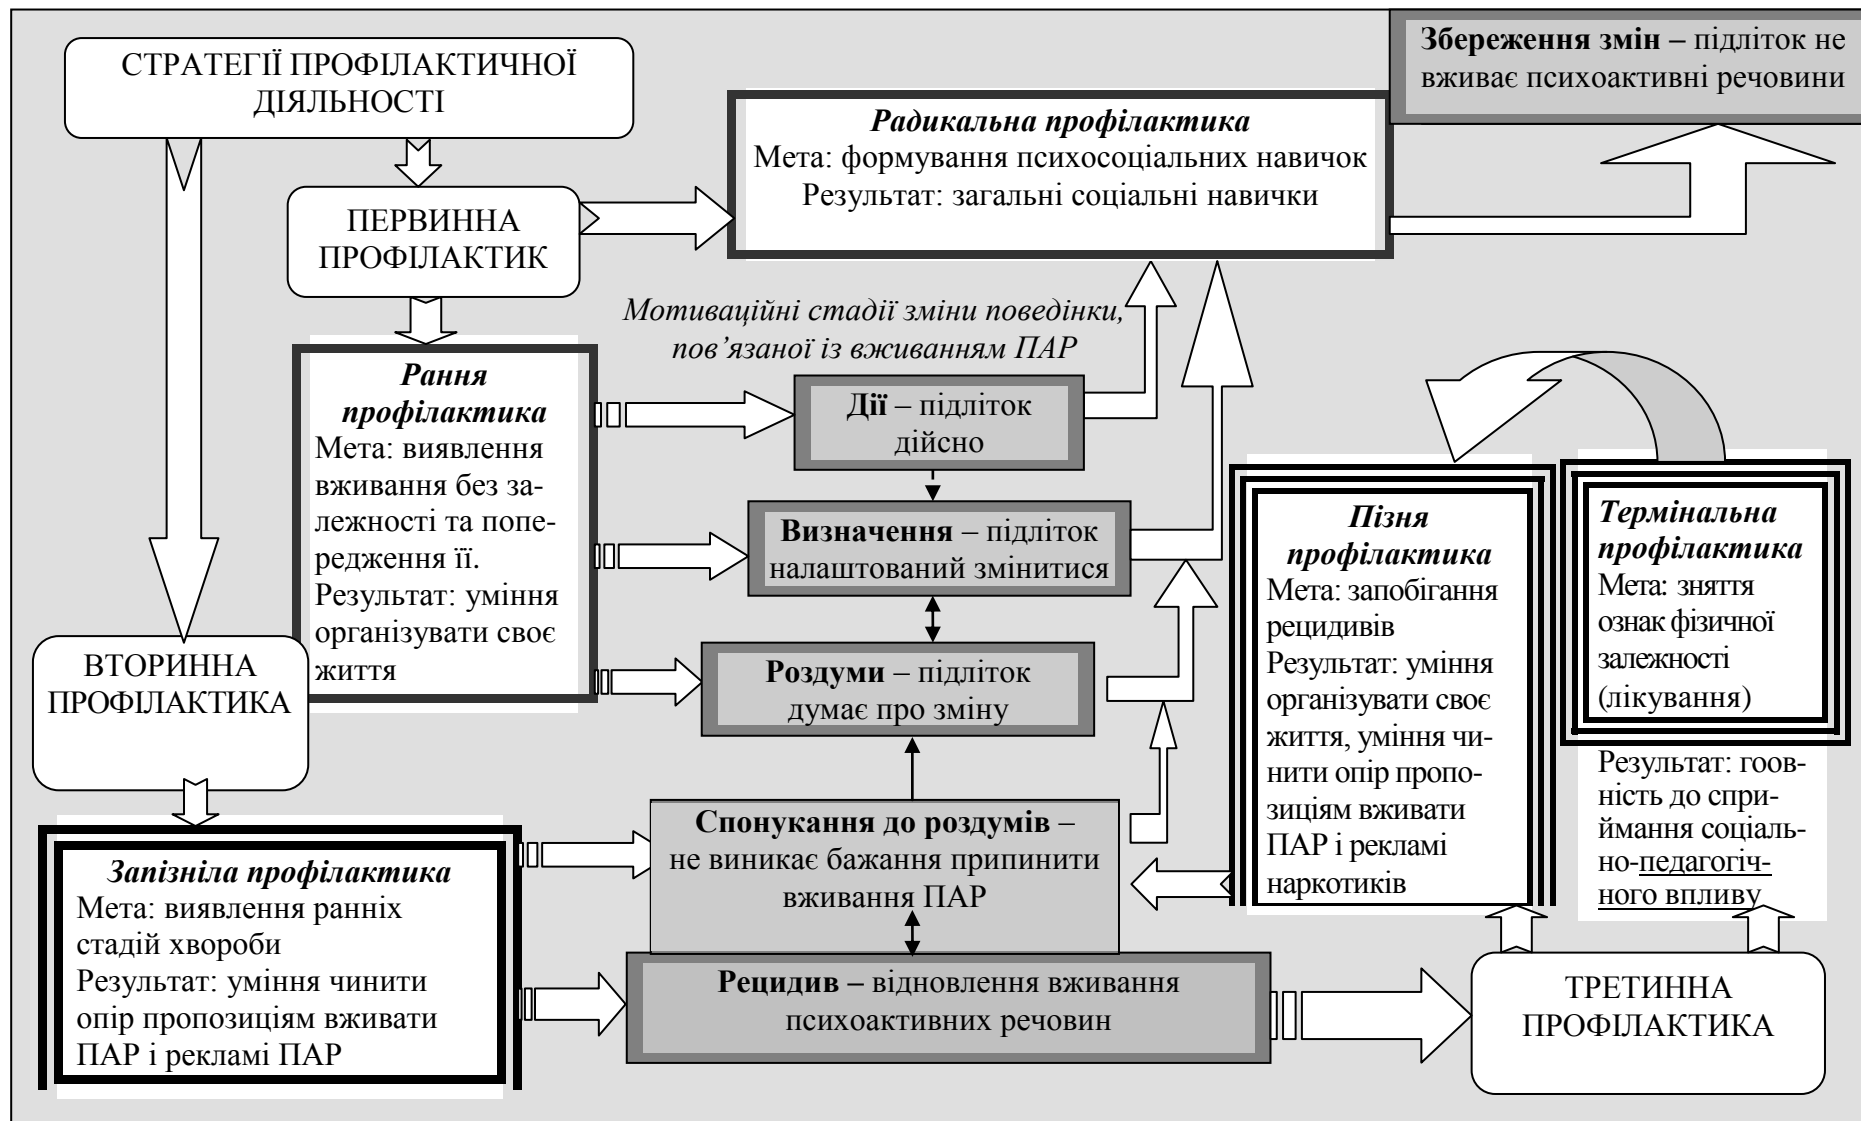 СТРАТЕГІЇ ПРОФІЛАКТИЧНОЇ
ДІЯЛЬНОСТІ
Збереження змін – підліток не
вживає психоактивні речовини
Радикальна профілактика
Мета: формування психосоціальних навичок
Результат: загальні соціальні навички
ПЕРВИННА
ПРОФІЛАКТИК
Мотиваційні стадії зміни поведінки,
пов’язаної із вживанням ПАР
Рання
профілактика
Мета: виявлення
вживання без за-
лежності та попе-
редження її.
Результат: уміння
організувати своє
життя
Дії – підліток
дійсно
Визначення – підліток
налаштований змінитися
Роздуми – підліток
думає про зміну
Спонукання до роздумів –
не виникає бажання припинити
вживання ПАР
Рецидив – відновлення вживання
психоактивних речовин
Пізня
профілактика
Мета: запобігання
рецидивів
Результат: уміння
організувати своє
життя, уміння чи-
нити опір пропо-
зиціям вживати
ПАР і рекламі
наркотиків
Термінальна
профілактика
Мета: зняття
ознак фізичної
залежності
(лікування)
Результат: гоов-
ність до спри-
ймання соціаль-
но-педагогіч-
ного впливу
ВТОРИННА
ПРОФІЛАКТИКА
Запізніла профілактика
Мета: виявлення ранніх
стадій хвороби
Результат: уміння чинити
опір пропозиціям вживати
ПАР і рекламі ПАР
ТРЕТИННА
ПРОФІЛАКТИКА